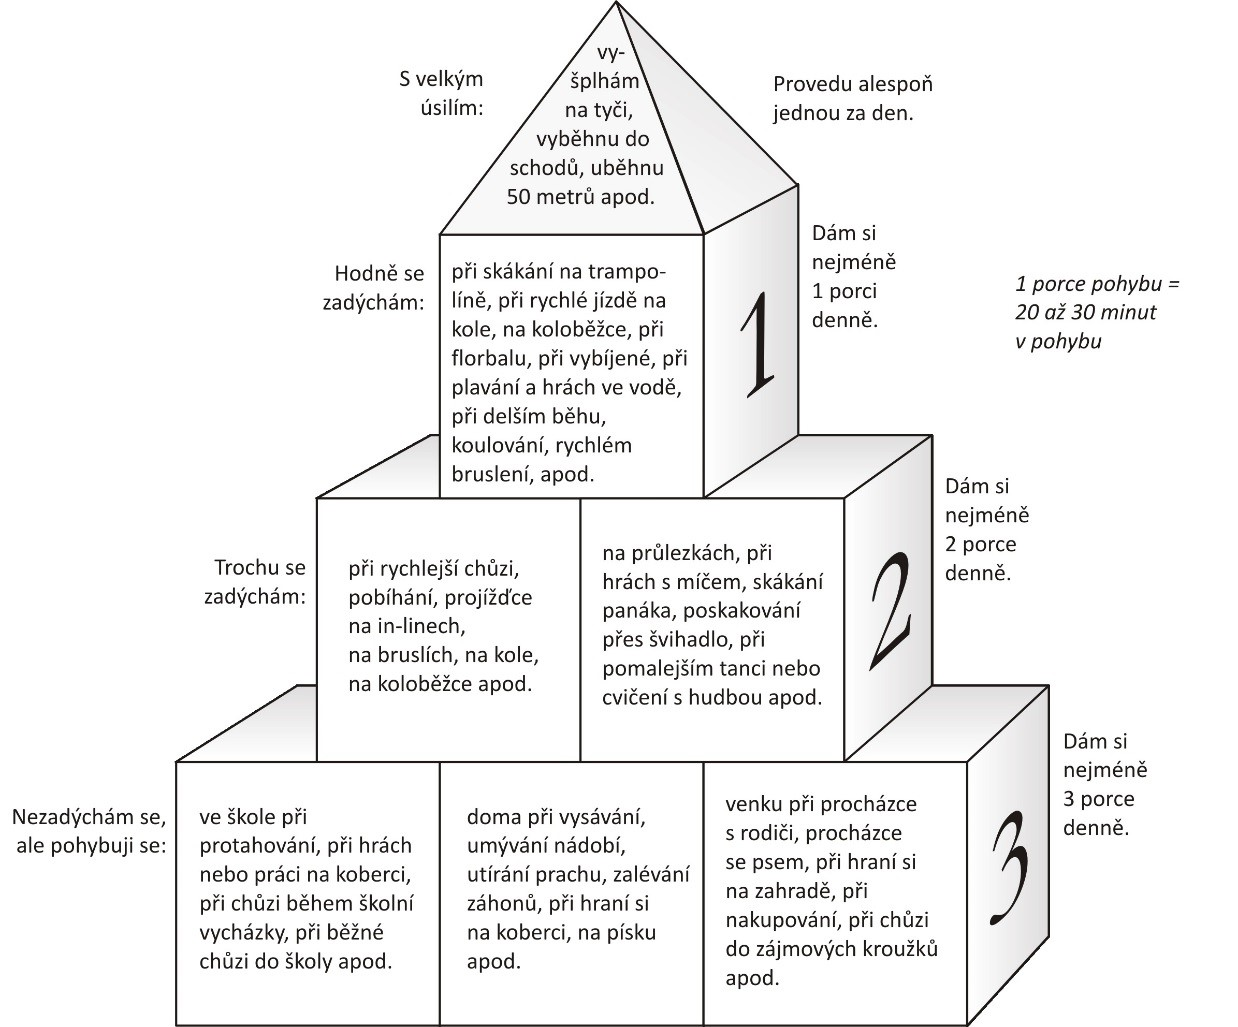 S velkým
úsilím:
vy-
šplhám
na tyči,
vyběhnu do
schodů, uběhnu
50 metrů apod.
Provedu alespoň
jednou za den.
Hodně se
zadýchám:
při skákání na trampo-
líně, při rychlé jízdě na
kole, na koloběžce, při
florbalu, při vybíjené, při
plavání a hrách ve vodě,
při delším běhu,
koulování, rychlém
bruslení, apod.
1
Dám si
nejméně
1 porci
denně.
1 porce pohybu =
20 až 30 minut
v pohybu
Trochu se
zadýchám:
při rychlejší chůzi,
pobíhání, projížďce
na in-linech,
na bruslích, na kole,
na koloběžce apod.
na průlezkách, při
hrách s míčem, skákání
panáka, poskakování
přes švihadlo, při
pomalejším tanci nebo
cvičení s hudbou apod.
2
Dám si
nejméně
2 porce
denně.
Nezadýchám se,
ale pohybuji se:
ve škole při
protahování, při hrách
nebo práci na koberci,
při chůzi během školní
vycházky, při běžné
chůzi do školy apod.
doma při vysávání,
umývání nádobí,
utírání prachu, zalévání
záhonů, při hraní si
na koberci, na písku
apod.
venku při procházce
s rodiči, procházce
se psem, při hraní si
na zahradě, při
nakupování, při chůzi
do zájmových kroužků
apod.
3
Dám si
nejméně
3 porce
denně.